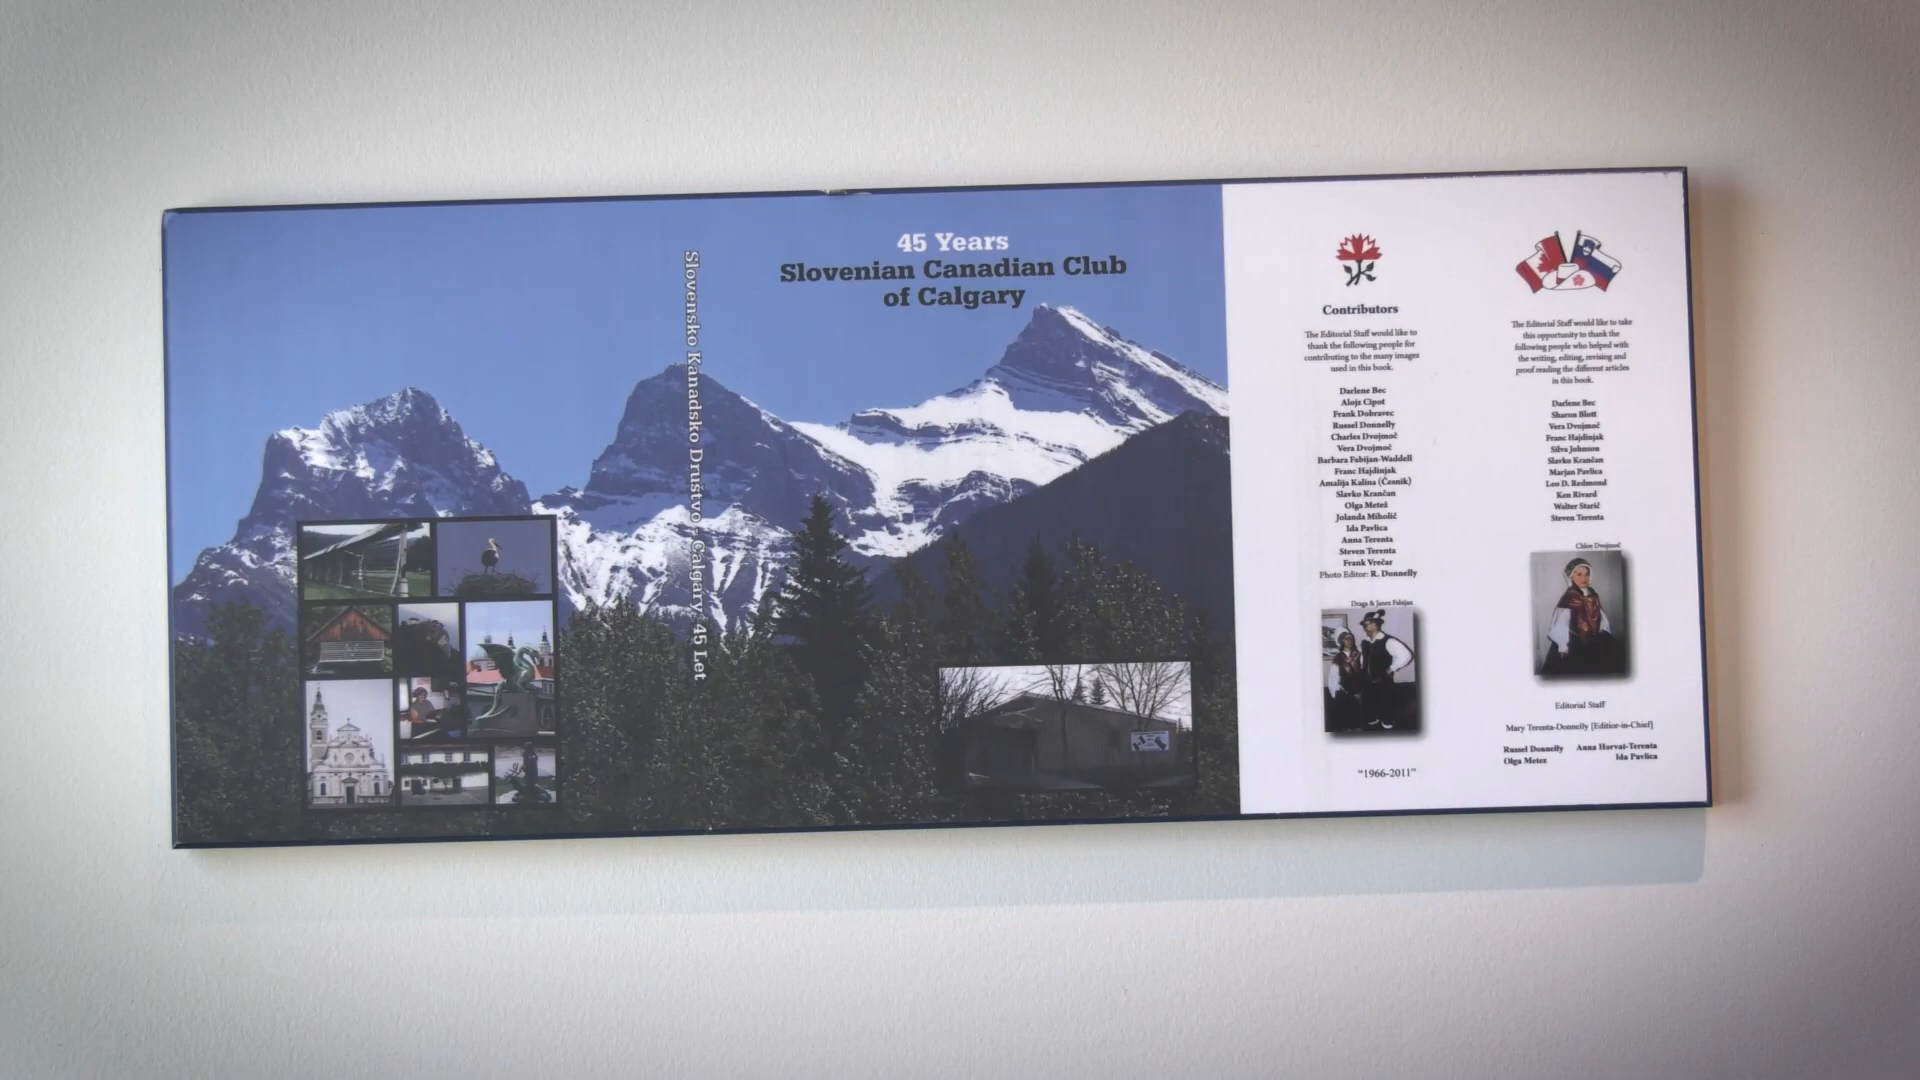 Slovensko Kanadsko Društvo - Calgary, 45 Let
45 Years
Slovenian Canadian Club
of Calgary
Contributors
The Editorial Staff would like to
thank the following people for
contributing to the many images
used in this book.
Darlene Bec
Alojz Cipot
Frank Dobravec
Russel Donnelly
Charles Dvojmoč
Vera Dvojmoč
Barbara Fabijan-Waddell
Franc Hajdinjak
Amalija Kalina (Česnik)
Slavko Krančan
Olga Metež
Jolanda Miholič
Ida Pavlica
Anna Terenta
Steven Terenta
Frank Vrečar
Photo Editor: R. Donnelly
Draga & Janez Fabijan
"1966-2011"
The Editorial Staff would like to take
this opportunity to thank the
following people who helped with
the writing, editing, revising and
proof reading the different articles
in this book.
Darlene Bec
Sharon Blott
Vera Dvojmoč
Franc Hajdinjak
Silva Johnson
Slavko Krančan
Marjan Pavlica
Leo D. Redmond
Ken Rivard
Walter Starič
Steven Terenta
Chloe Dvojmoč
Editorial Staff
Mary Terenta-Donnelly [Editior-in-Chief]
Russel Donnelly Anna Horvat-Terenta
Olga Metez Ida Pavlica